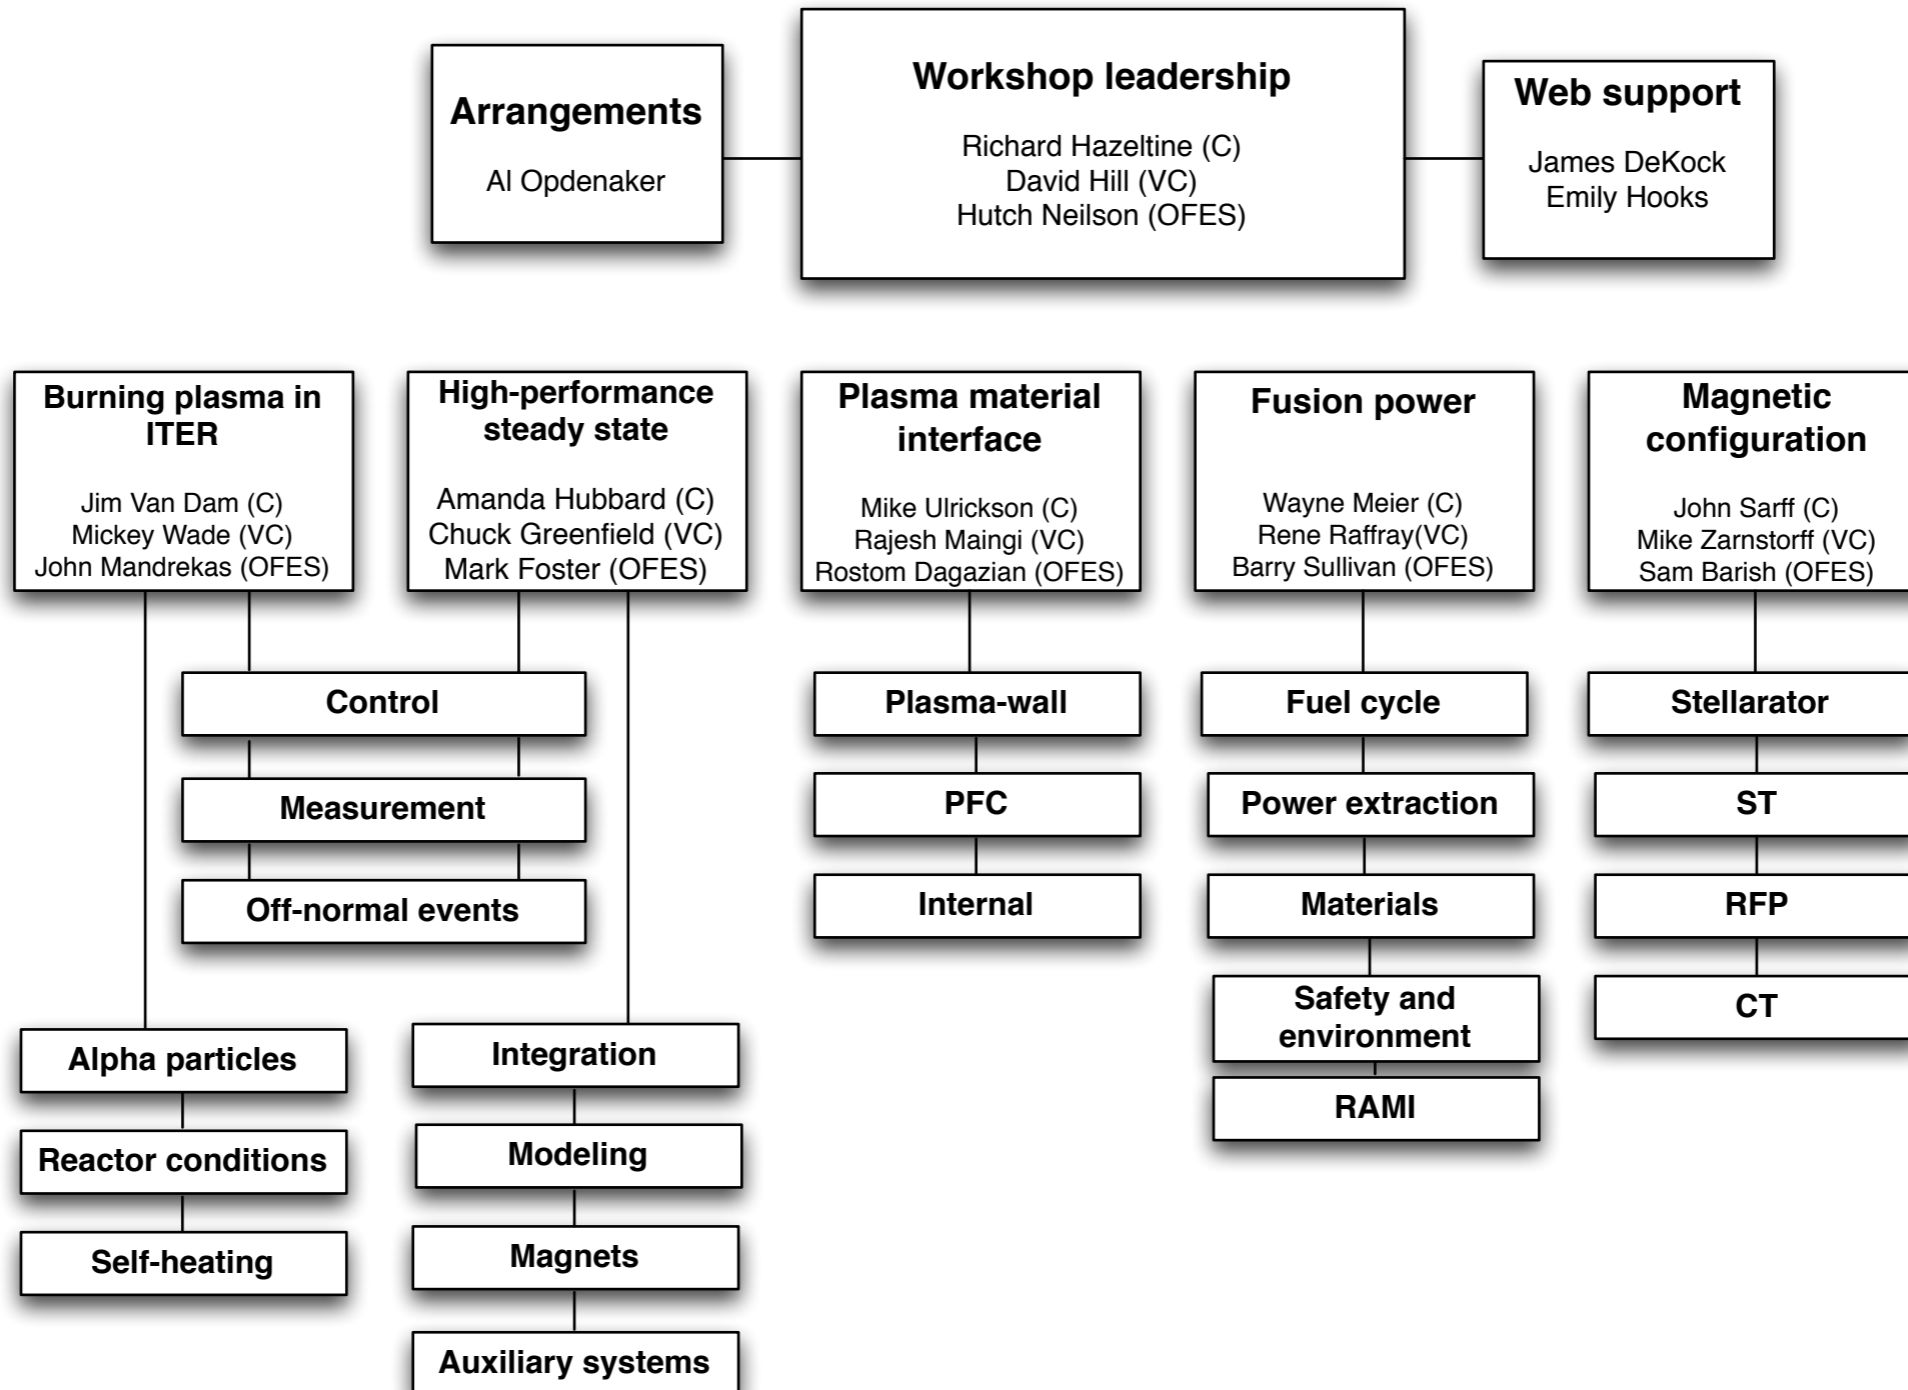 Arrangements
Al Opdenaker
Workshop leadership
Richard Hazeltine (C)
David Hill (VC)
Hutch Neilson (OFES)
Web support
James DeKock
Emily Hooks
Burning plasma in
ITER
Jim Van Dam (C)
Mickey Wade (VC)
John Mandrekas (OFES)
High-performance
steady state
Amanda Hubbard (C)
Chuck Greenfield (VC)
Mark Foster (OFES)
Plasma material
interface
Mike Ulrickson (C)
Rajesh Maingi (VC)
Rostom Dagazian (OFES)
Fusion power
Wayne Meier (C)
Rene Raffray(VC)
Barry Sullivan (OFES)
Magnetic
configuration
John Sarff (C)
Mike Zarnstorff (VC)
Sam Barish (OFES)
Control
Measurement
Off-normal events
Alpha particles
Reactor conditions
Self-heating
Integration
Modeling
Magnets
Auxiliary systems
Plasma-wall
PFC
Internal
Fuel cycle
Power extraction
Materials
Safety and
environment
RAMI
Stellarator
ST
RFP
CT